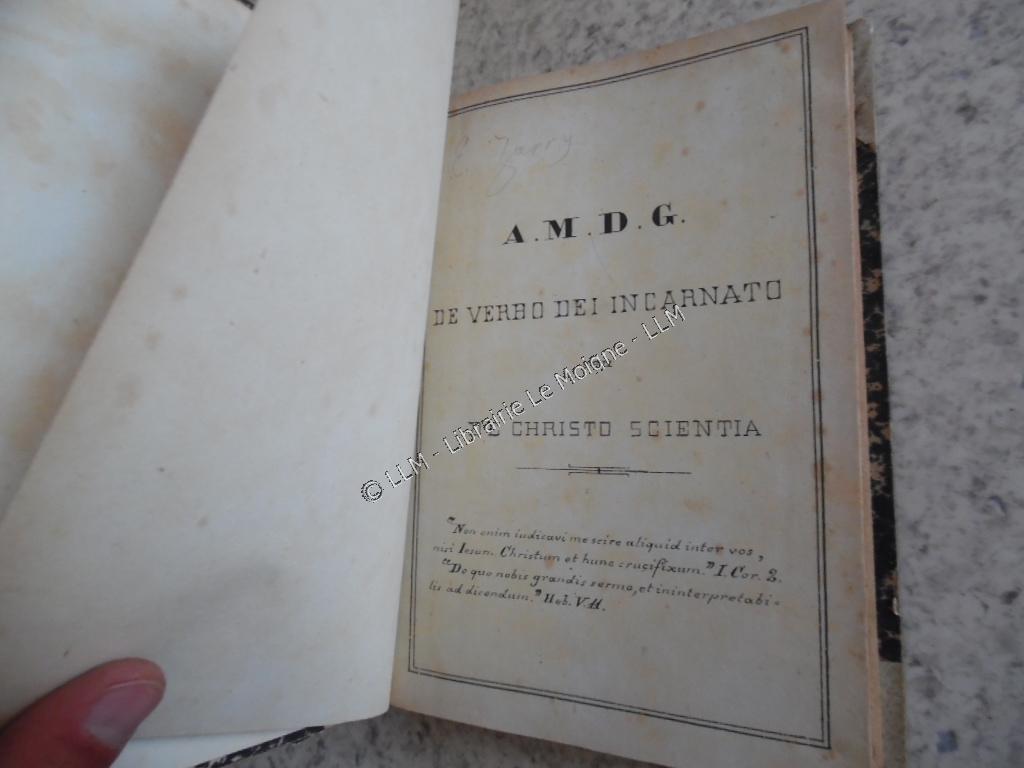 A.M.D.G.
DE VERBO DEI INCARNATO
CHRISTO SCIENTIA
"Non enim iudicavi me scire aliquid inter vos,
nisi Iesum Christum et hunc crucifixum." I. Cor. 2.
"De quo nobis grandis sermo, et ininterpretabi-
lis ad dicendum." Heb. V.11.
© LLM - Librairie Le Moigne - LLM